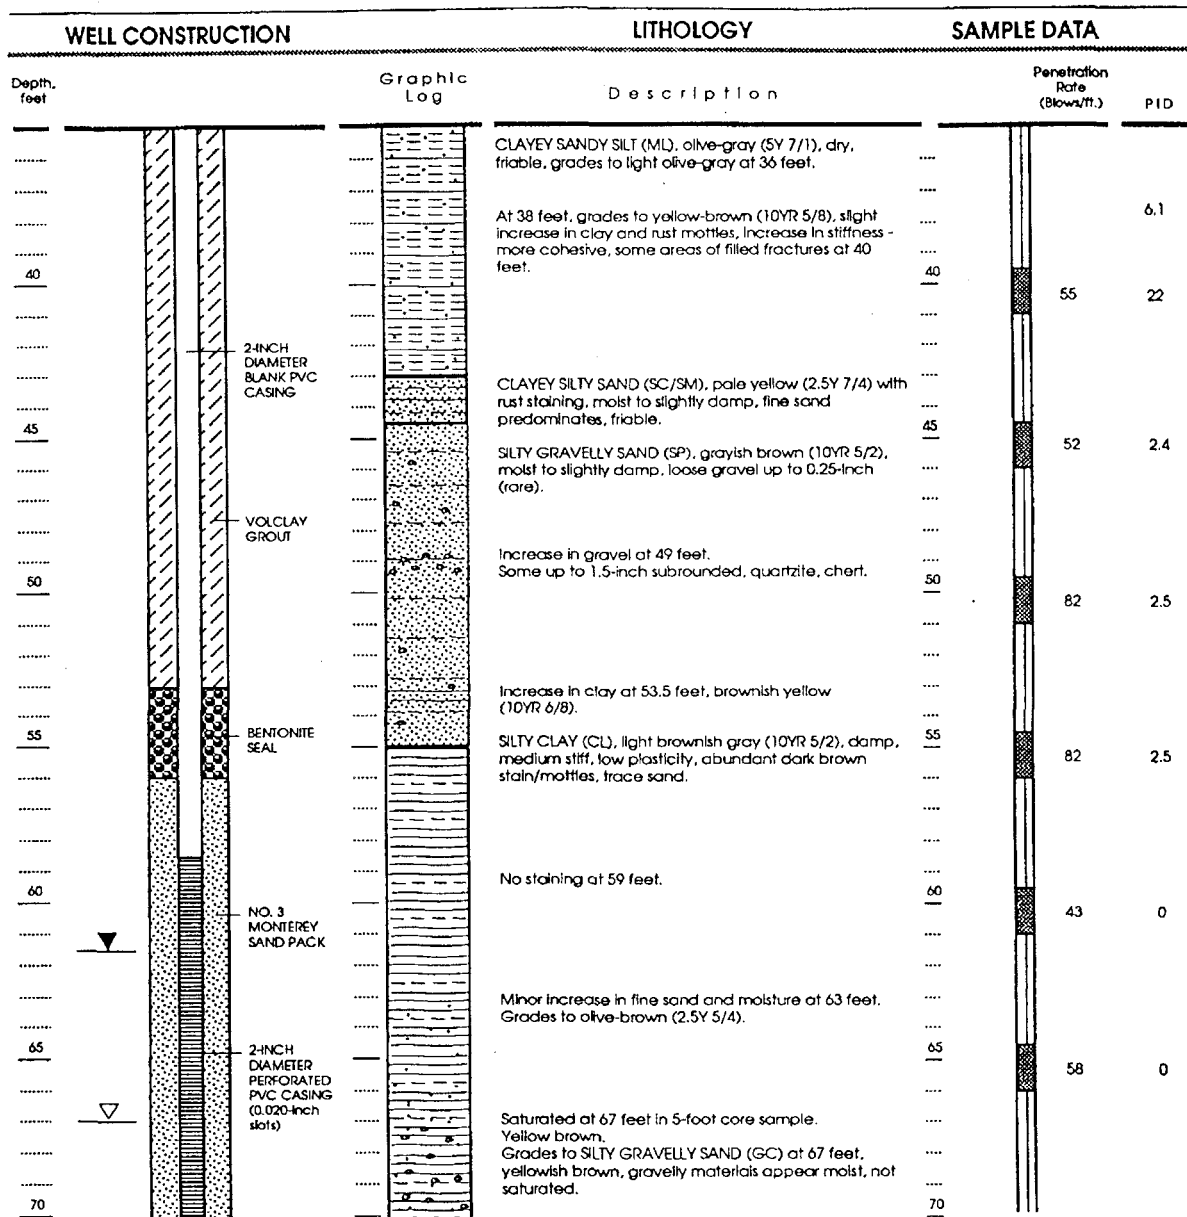 WELL CONSTRUCTION
LITHOLOGY
SAMPLE DATA
Depth, feet
Graphic Log
Description
Penetration Rate (Blows/ft.)
PID
CLAYEY SANDY SILT (ML), olive-gray (5Y 7/1), dry,
friable, grades to light olive-gray at 36 feet.
6.1
At 38 feet, grades to yellow-brown (10YR 5/8), slight
increase in clay and rust mottles, increase in stiffness -
more cohesive, some areas of filled fractures at 40
feet.
40
40
55
22
2-INCH
DIAMETER
BLANK PVC
CASING
CLAYEY SILTY SAND (SC/SM), pale yellow (2.5Y 7/4) with
rust staining, moist to slightly damp, fine sand
predominates, friable.
45
45
52
2.4
SILTY GRAVELLY SAND (SP), grayish brown (10YR 5/2),
moist to slightly damp, loose gravel up to 0.25-inch
(rare).
VOLCLAY
GROUT
Increase in gravel at 49 feet.
Some up to 1.5-inch subrounded, quartzite, chert.
50
50
82
2.5
Increase in clay at 53.5 feet, brownish yellow
(10YR 6/8).
55
BENTONITE
SEAL
55
82
2.5
SILTY CLAY (CL), light brownish gray (10YR 5/2), damp,
medium stiff, low plasticity, abundant dark brown
stain/mottles, trace sand.
No staining at 59 feet.
60
60
43
0
NO. 3
MONTEREY
SAND PACK
Minor increase in fine sand and moisture at 63 feet.
Grades to olive-brown (2.5Y 5/4).
65
65
58
0
2-INCH
DIAMETER
PERFORATED
PVC CASING
(0.020-inch
slots)
Saturated at 67 feet in 5-foot core sample.
Yellow brown.
Grades to SILTY GRAVELLY SAND (GC) at 67 feet,
yellowish brown, gravelly materials appear moist, not
saturated.
70
70